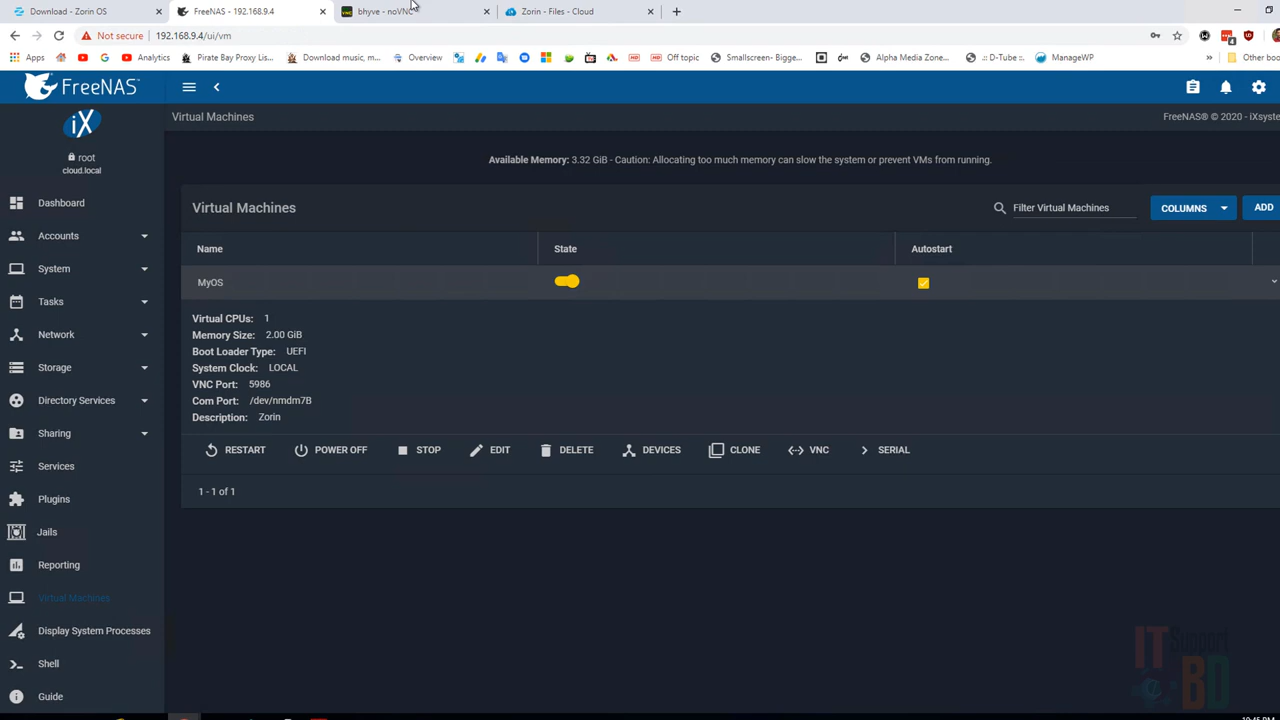 Download - Zorin OS
FreeNAS - 192.168.9.4
bhyve - noVNC
Zorin - Files - Cloud
Not secure
192.168.9.4/ui/vm
Apps
Analytics
Pirate Bay Proxy Lis...
Download music, m...
Overview
Off topic
Smallscreen- Bigge...
Alpha Media Zone...
.:: D-Tube ::.
ManageWP
Other boo
FreeNAS
Virtual Machines
FreeNAS® © 2020 - iXsyste
iX
root
cloud.local
Available Memory: 3.32 GiB - Caution: Allocating too much memory can slow the system or prevent VMs from running.
Dashboard
Accounts
System
Tasks
Network
Storage
Directory Services
Sharing
Services
Plugins
Jails
Reporting
Virtual Machines
Display System Processes
Shell
Guide
Virtual Machines
Filter Virtual Machines
COLUMNS
ADD
Name
State
Autostart
MyOS
Virtual CPUs: 1
Memory Size: 2.00 GiB
Boot Loader Type: UEFI
System Clock: LOCAL
VNC Port: 5986
Com Port: /dev/nmdm7B
Description: Zorin
RESTART
POWER OFF
STOP
EDIT
DELETE
DEVICES
CLONE
VNC
SERIAL
1 - 1 of 1
IT Support BD